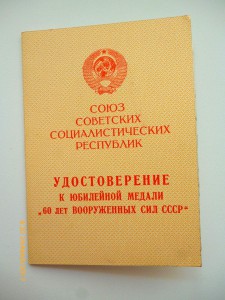 СОЮЗ
СОВЕТСКИХ
СОЦИАЛИСТИЧЕСКИХ
РЕСПУБЛИК
УДОСТОВЕРЕНИЕ
К ЮБИЛЕЙНОЙ МЕДАЛИ
„60 ЛЕТ ВООРУЖЕННЫХ СИЛ СССР“